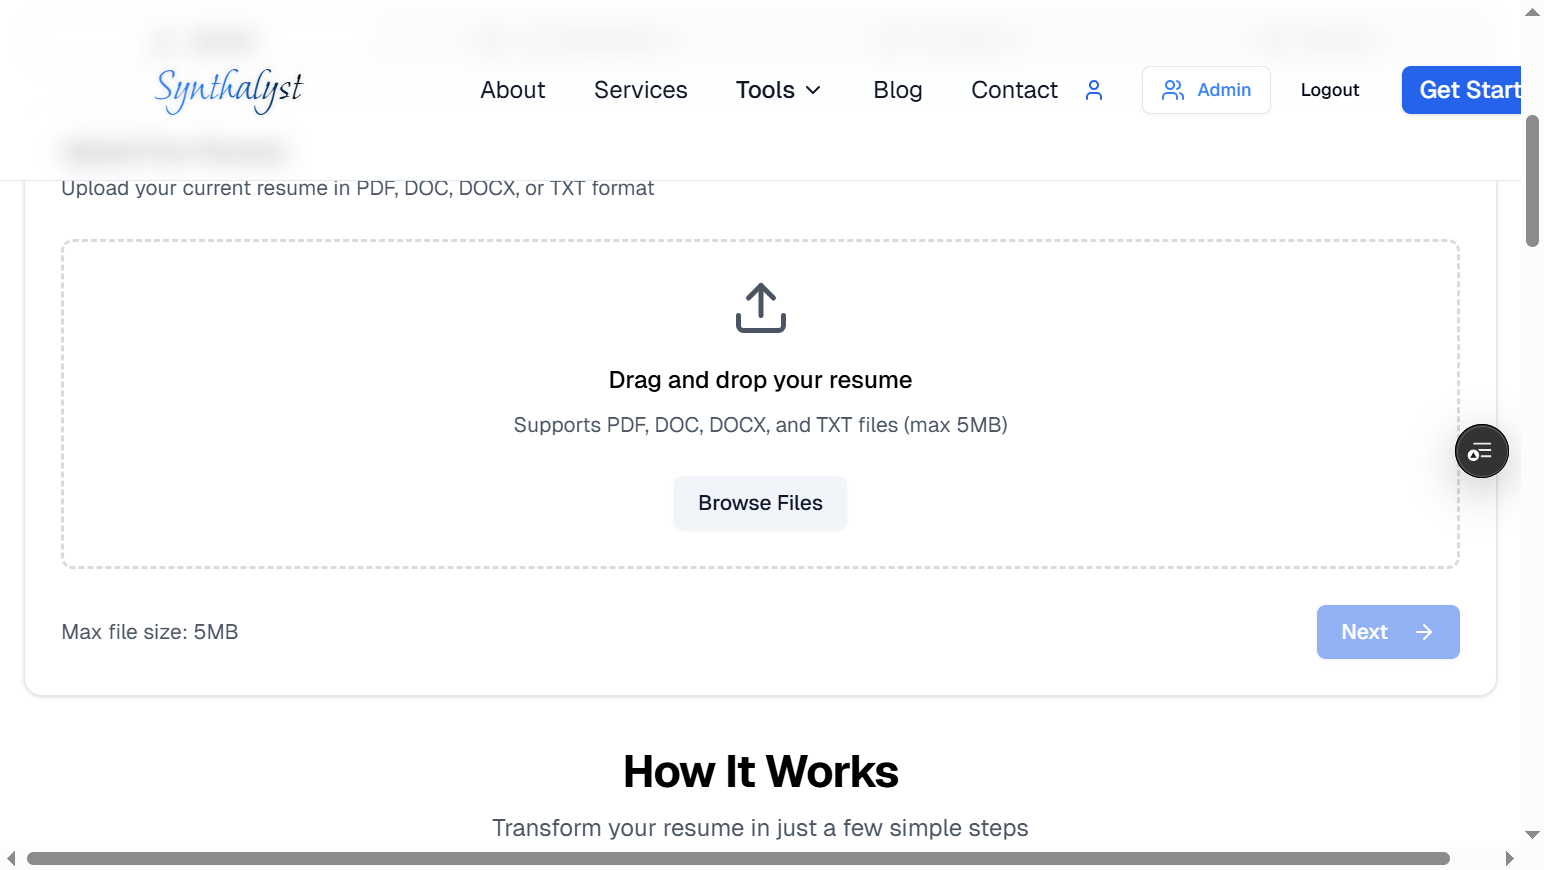 Synthalyst
About
Services
Tools
Blog
Contact
Admin
Logout
Get Start
Upload your current resume in PDF, DOC, DOCX, or TXT format
Drag and drop your resume
Supports PDF, DOC, DOCX, and TXT files (max 5MB)
Browse Files
Max file size: 5MB
Next
How It Works
Transform your resume in just a few simple steps